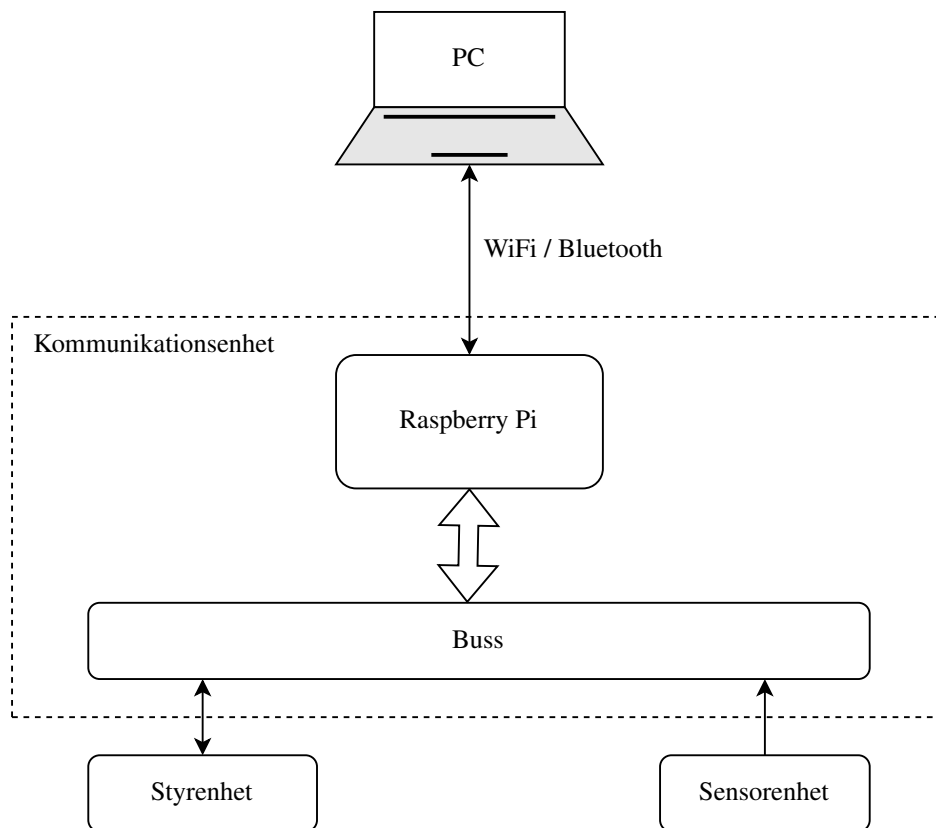 PC
WiFi / Bluetooth
Kommunikationsenhet
Raspberry Pi
Buss
Styrenhet
Sensorenhet